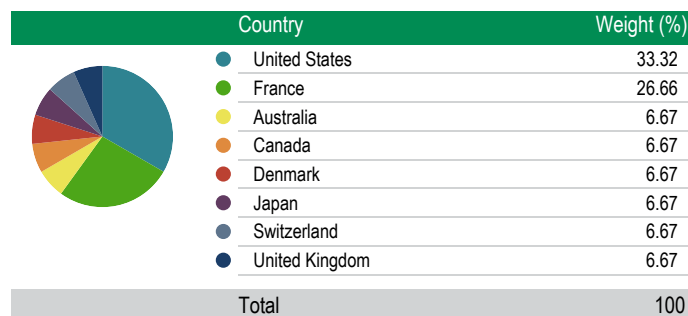 Country Weight (%)
United States 33.32
France 26.66
Australia 6.67
Canada 6.67
Denmark 6.67
Japan 6.67
Switzerland 6.67
United Kingdom 6.67
Total 100